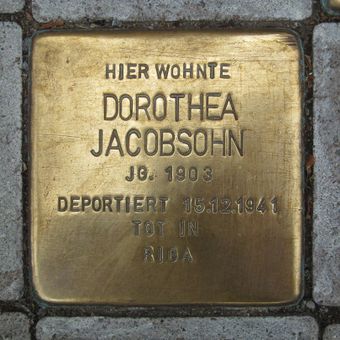 HIER WOHNTE
DOROTHEA
JACOBSOHN
JG. 1903
DEPORTIERT 15.12.1941
TOT IN
RIGA